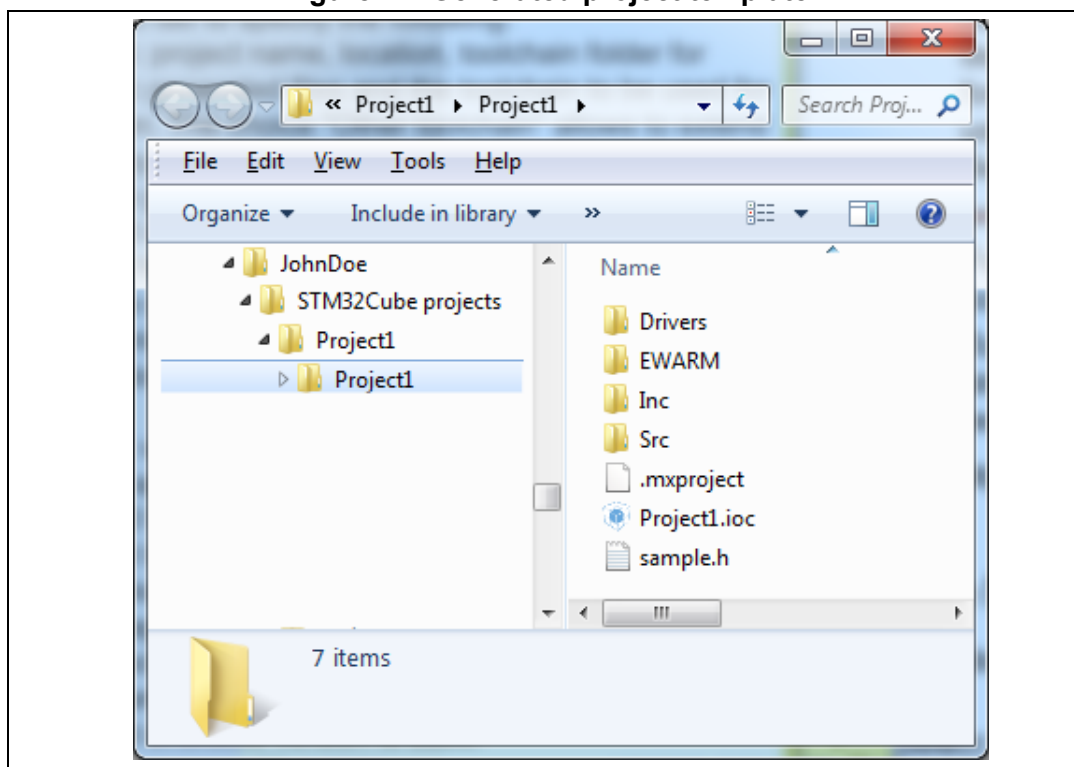 « Project1 ▸ Project1 ▸
Search Proj...
File Edit View Tools Help
Organize ▼ Include in library ▼ »
JohnDoe
STM32Cube projects
Project1
Project1
Name
Drivers
EWARM
Inc
Src
.mxproject
Project1.ioc
sample.h
7 items